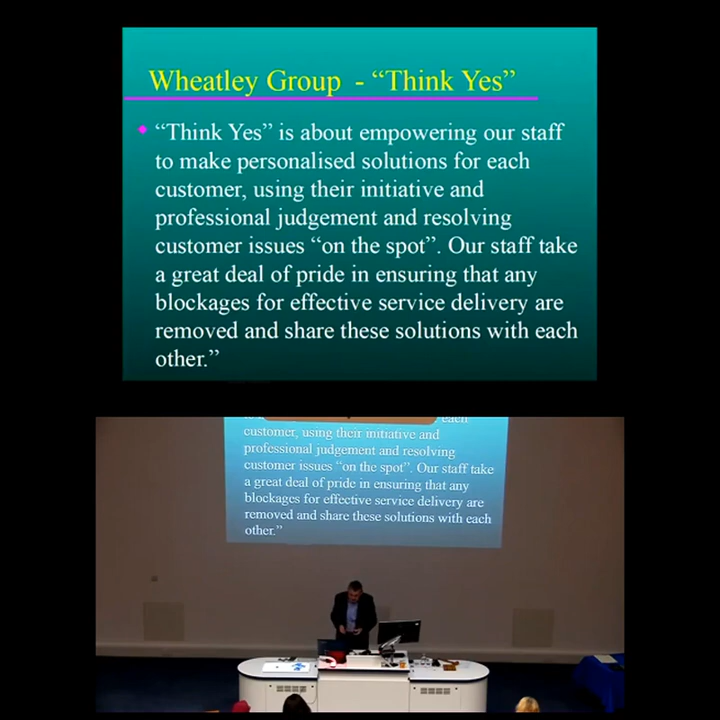 Wheatley Group - “Think Yes”
“Think Yes” is about empowering our staff
to make personalised solutions for each
customer, using their initiative and
professional judgement and resolving
customer issues “on the spot”. Our staff take
a great deal of pride in ensuring that any
blockages for effective service delivery are
removed and share these solutions with each
other.”
each
customer, using their initiative and
professional judgement and resolving
customer issues “on the spot”. Our staff take
a great deal of pride in ensuring that any
blockages for effective service delivery are
removed and share these solutions with each
other.”